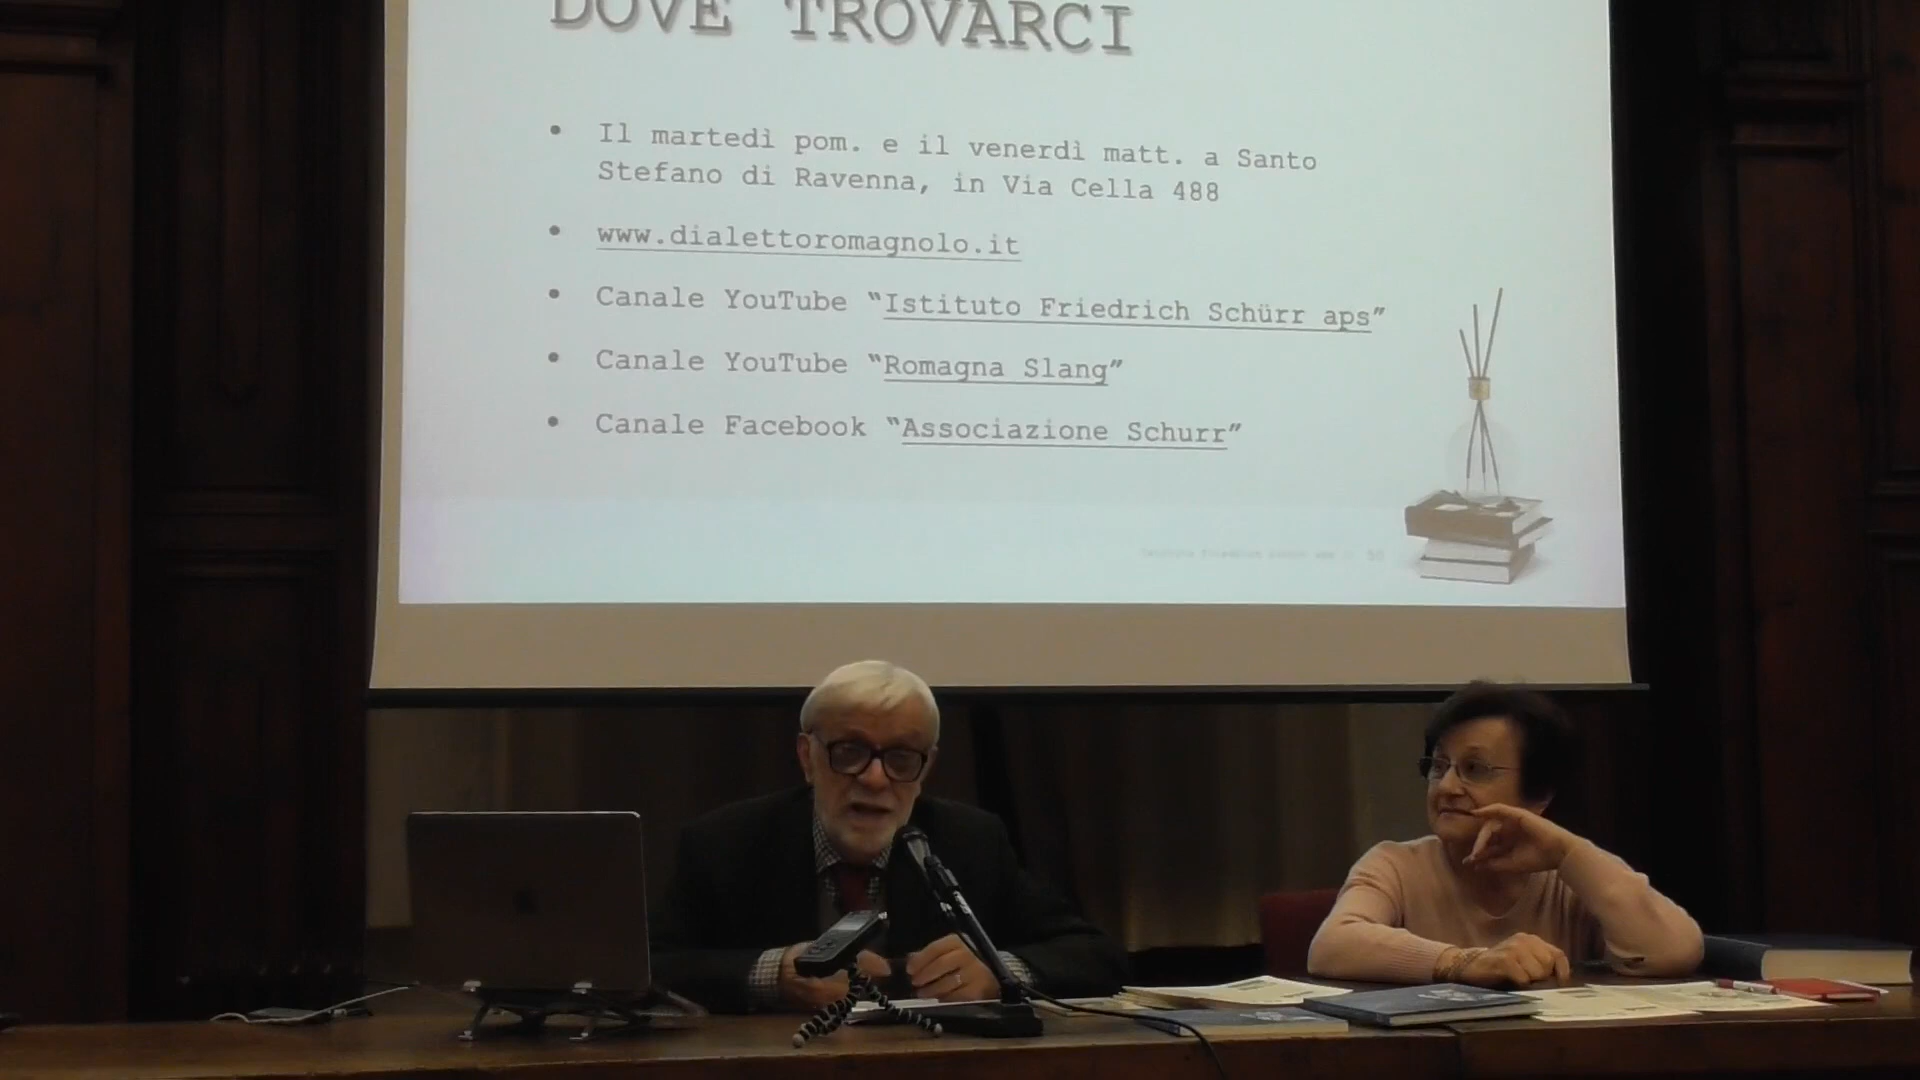 DOVE TROVARCI
• Il martedì pom. e il venerdì matt. a Santo
Stefano di Ravenna, in Via Cella 488
• www.dialettoromagnolo.it
• Canale YouTube “Istituto Friedrich Schürr aps”
• Canale YouTube “Romagna Slang”
• Canale Facebook “Associazione Schurr”